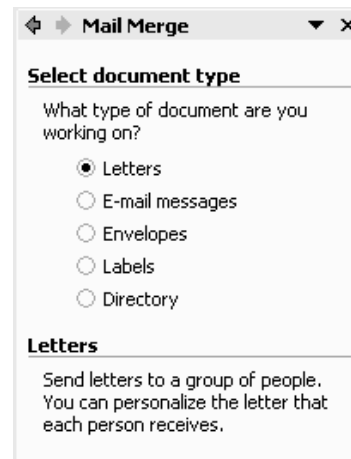 Mail Merge
Select document type
What type of document are you
working on?
Letters
E-mail messages
Envelopes
Labels
Directory
Letters
Send letters to a group of people.
You can personalize the letter that
each person receives.